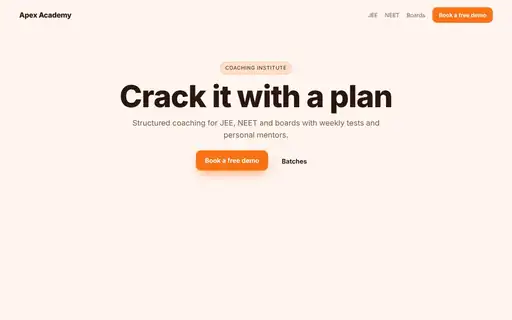 Apex Academy
JEE NEET Boards Book a free demo
COACHING INSTITUTE
Crack it with a plan
Structured coaching for JEE, NEET and boards with weekly tests and
personal mentors.
Book a free demo Batches